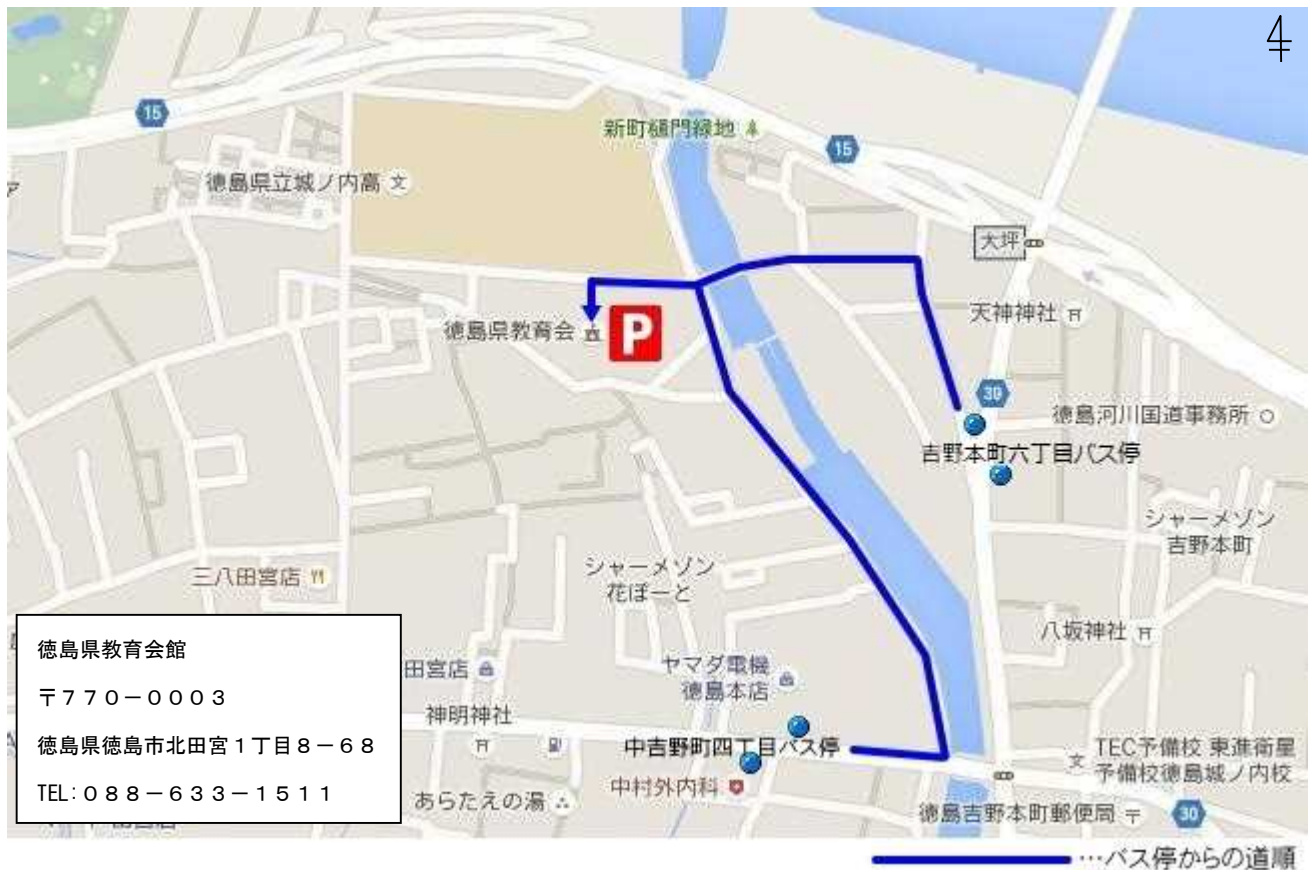 15
新町樋門緑地
徳島県立城ノ内高 文
15
大坪
天神神社
徳島県教育会
P
30
徳島河川国道事務所
吉野本町六丁目バス停
シャーメゾン
吉野本町
三八田宮店
シャーメゾン
花ぽーと
八坂神社
徳島県教育会館
〒770-0003
徳島県徳島市北田宮1丁目8-68
TEL:088-633-1511
田宮店
ヤマダ電機
徳島本店
神明神社
中吉野町四丁目バス停
文 TEC予備校 東進衛星
予備校徳島城ノ内校
中村外内科
あらたえの湯
徳島吉野本町郵便局 〒
30
…バス停からの道順